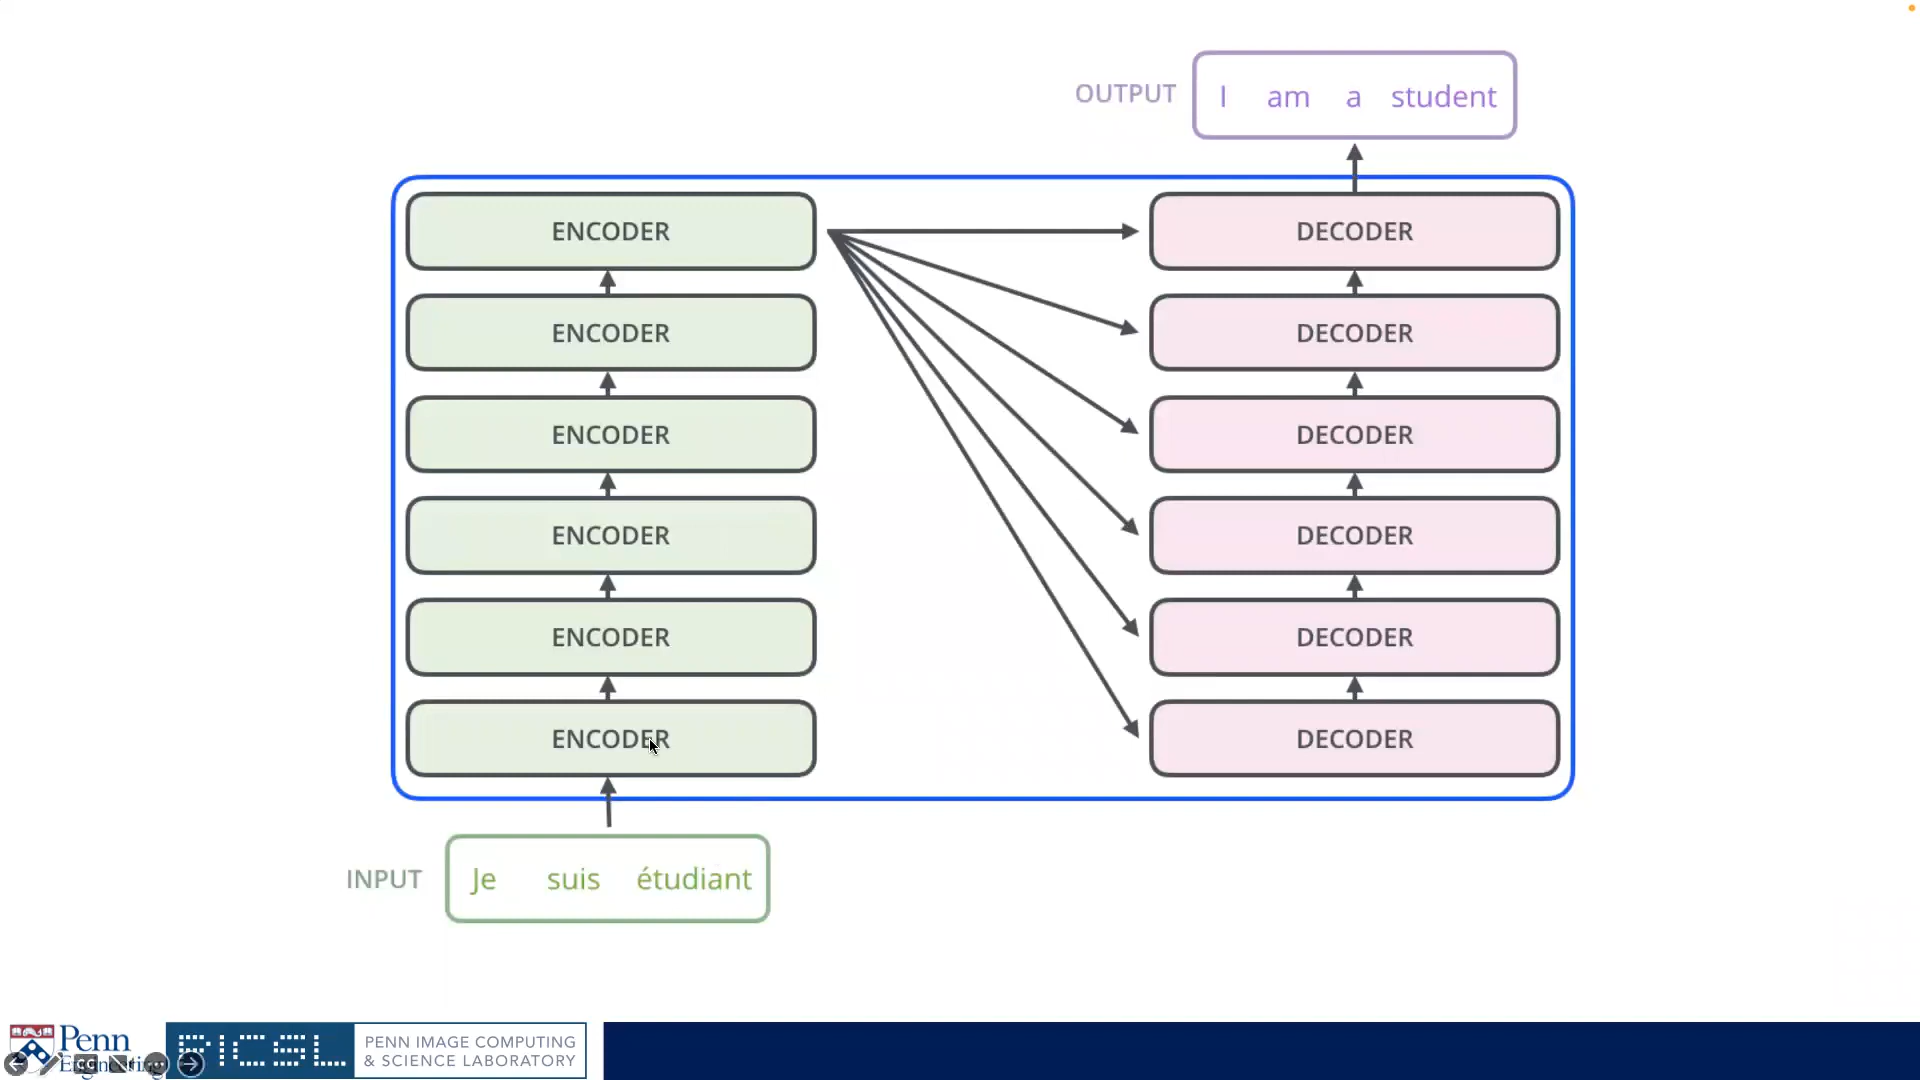 OUTPUT
I am a student
ENCODER
DECODER
ENCODER
DECODER
ENCODER
DECODER
ENCODER
DECODER
ENCODER
DECODER
ENCODER
DECODER
INPUT
Je suis étudiant
Penn
Engineering
PICSL
PENN IMAGE COMPUTING
& SCIENCE LABORATORY